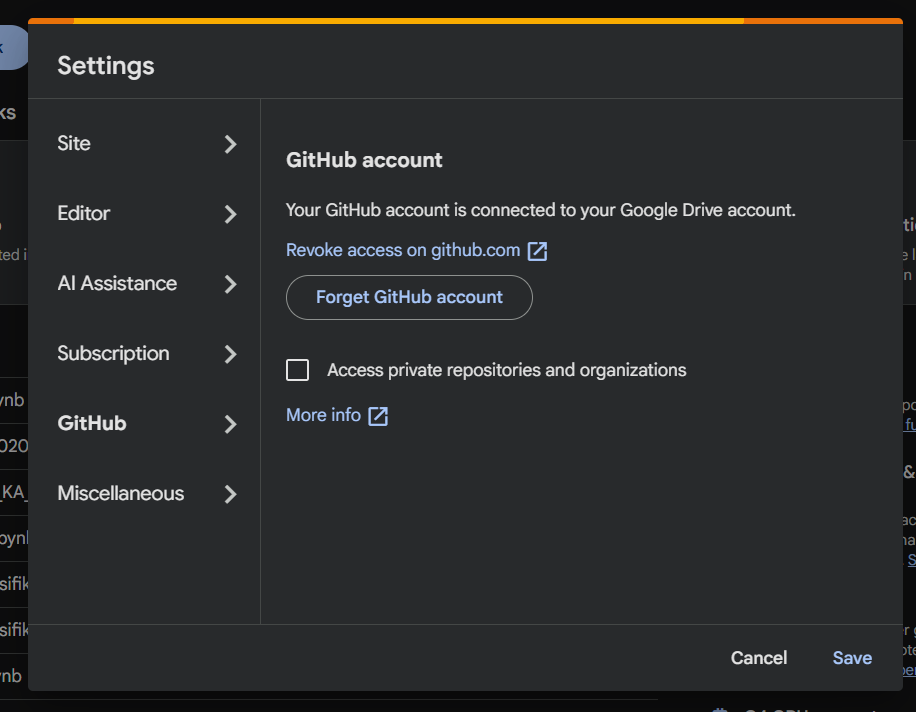 Settings
Site
Editor
AI Assistance
Subscription
GitHub
Miscellaneous
GitHub account
Your GitHub account is connected to your Google Drive account.
Revoke access on github.com
Forget GitHub account
Access private repositories and organizations
More info
Cancel
Save